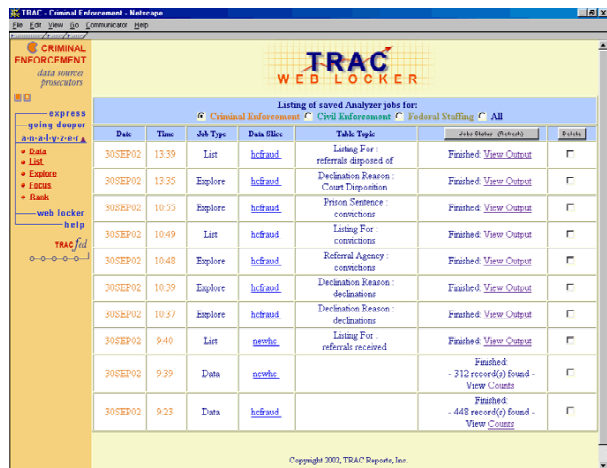 TRAC - Criminal Enforcement - Netscape
File Edit View Go Communicator Help
CRIMINAL
ENFORCEMENT
data source:
prosecutors
express
going deeper
a-n-a-l-y-z-e-r
Data
List
Explore
Focus
Rank
web locker
help
TRAC fed
TRAC
WEB LOCKER
Listing of saved Analyzer jobs for:
Criminal Enforcement Civil Enforcement Federal Staffing All
Date Time Job Type Data Slice Table Topic Jobs Status (Refresh) Delete
30SEP02 13:39 List hcfraud Listing For : referrals disposed of Finished: View Output
30SEP02 13:35 Explore hcfraud Declination Reason : Court Disposition Finished: View Output
30SEP02 10:55 Explore hcfraud Prison Sentence : convictions Finished: View Output
30SEP02 10:49 List hcfraud Listing For : convictions Finished: View Output
30SEP02 10:48 Explore hcfraud Referral Agency : convictions Finished: View Output
30SEP02 10:39 Explore hcfraud Declination Reason : declinations Finished: View Output
30SEP02 10:37 Explore hcfraud Declination Reason : declinations Finished: View Output
30SEP02 9:40 List newhc Listing For : referrals received Finished: View Output
30SEP02 9:39 Data newhc Finished: - 312 record(s) found - View Counts
30SEP02 9:23 Data hcfraud Finished: - 448 record(s) found - View Counts
Copyright 2002, TRAC Reports, Inc.